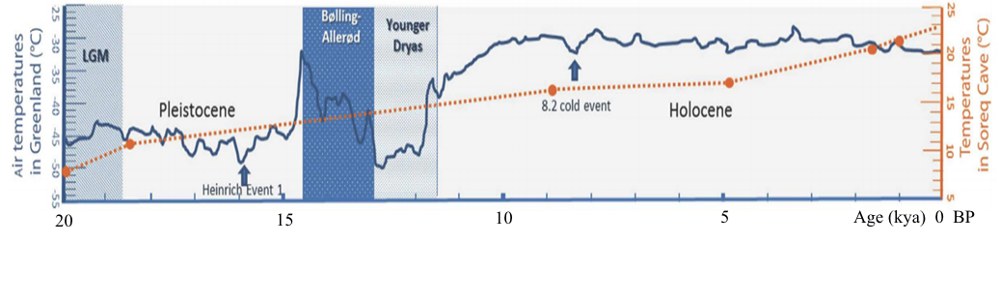 Air temperatures
in Greenland (°C)
25
-30
-35
-40
-45
-50
-55
LGM
Pleistocene
Heinrich Event 1
Bølling-
Allerød
Younger
Dryas
8.2 cold event
Holocene
25
20
15
10
5
Temperatures
in Soreq Cave (°C)
20 15 10 5 Age (kya) 0 BP